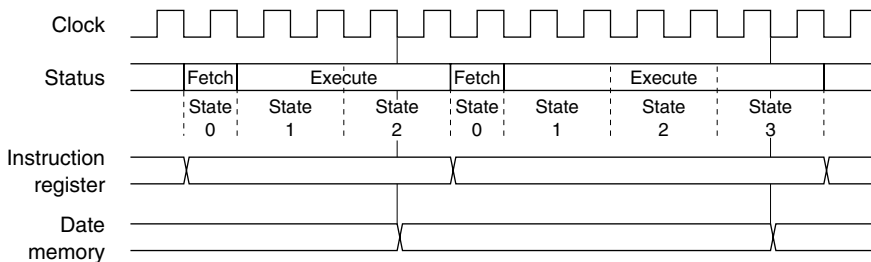 Clock
Status
Fetch Execute Fetch Execute
State State State State State State State
0 1 2 0 1 2 3
Instruction
register
Date
memory